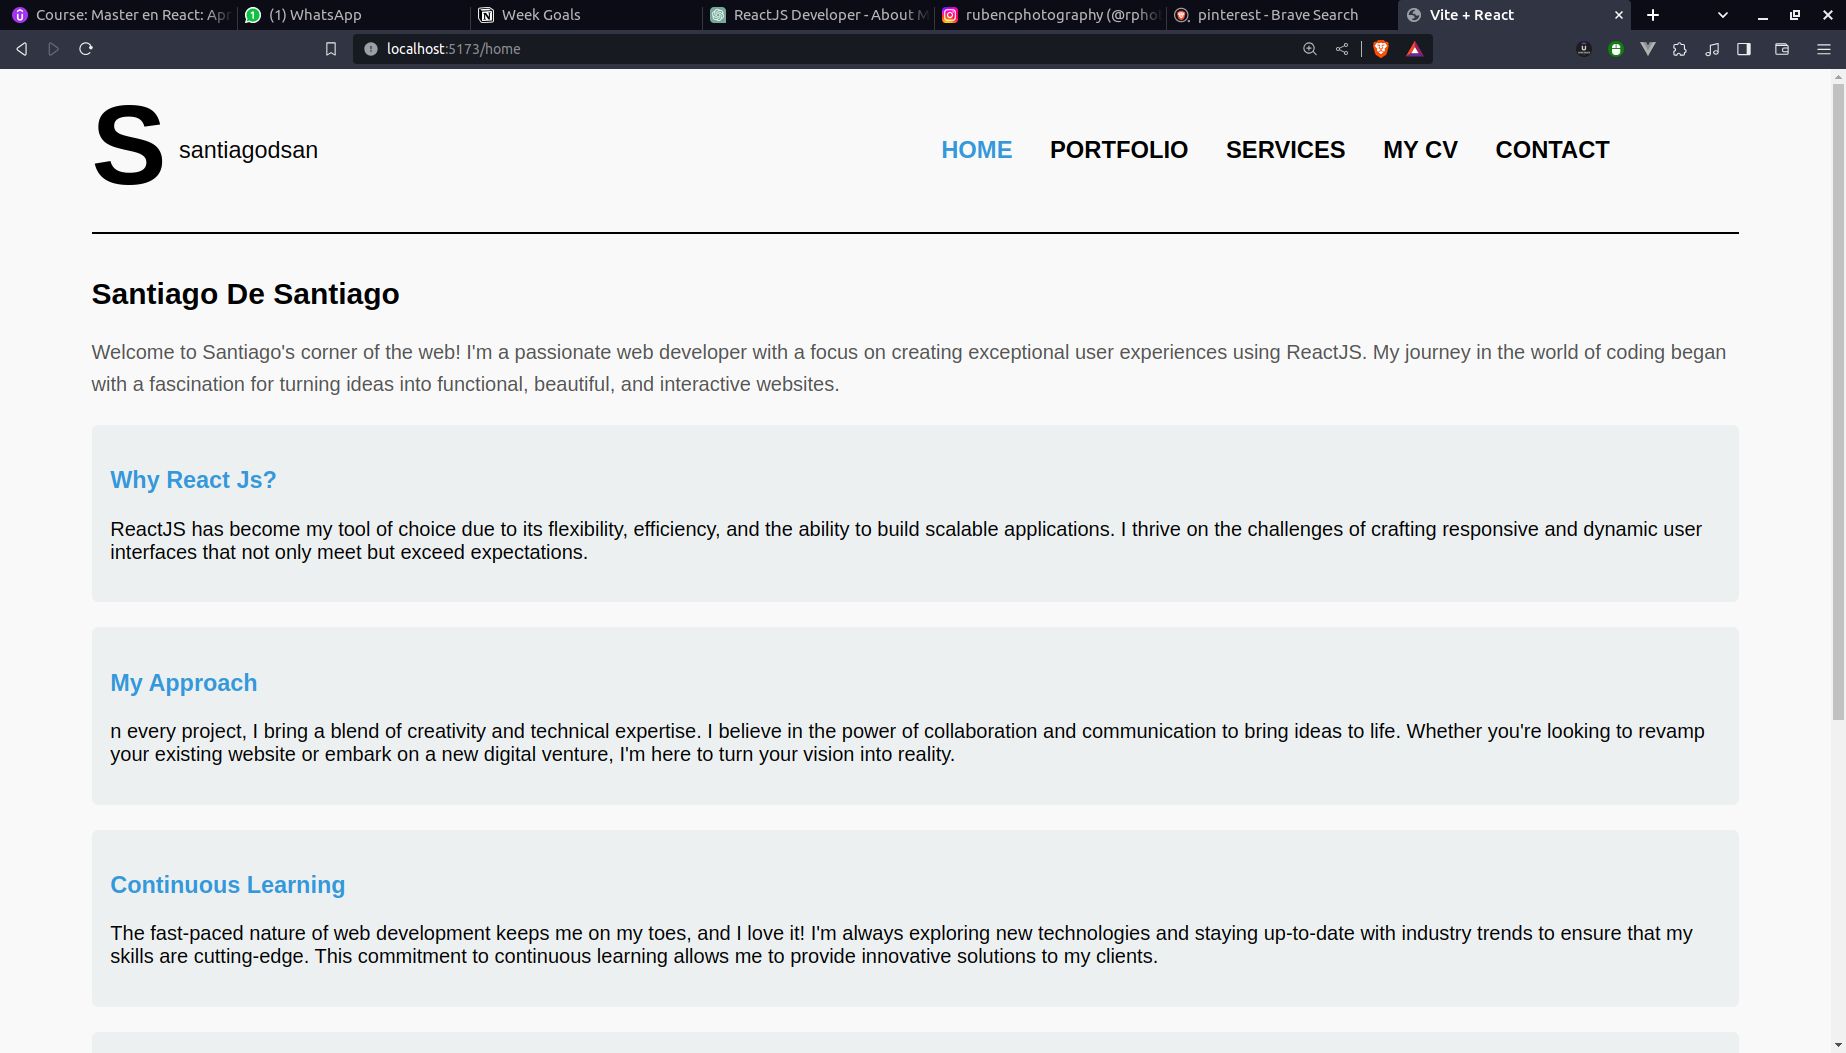 Course: Master en React: Apr
(1) WhatsApp
Week Goals
ReactJS Developer - About M
rubencphotography (@rphot
pinterest - Brave Search
Vite + React
localhost:5173/home
S santiagodsan
HOME PORTFOLIO SERVICES MY CV CONTACT
Santiago De Santiago
Welcome to Santiago's corner of the web! I'm a passionate web developer with a focus on creating exceptional user experiences using ReactJS. My journey in the world of coding began
with a fascination for turning ideas into functional, beautiful, and interactive websites.
Why React Js?
ReactJS has become my tool of choice due to its flexibility, efficiency, and the ability to build scalable applications. I thrive on the challenges of crafting responsive and dynamic user
interfaces that not only meet but exceed expectations.
My Approach
n every project, I bring a blend of creativity and technical expertise. I believe in the power of collaboration and communication to bring ideas to life. Whether you're looking to revamp
your existing website or embark on a new digital venture, I'm here to turn your vision into reality.
Continuous Learning
The fast-paced nature of web development keeps me on my toes, and I love it! I'm always exploring new technologies and staying up-to-date with industry trends to ensure that my
skills are cutting-edge. This commitment to continuous learning allows me to provide innovative solutions to my clients.